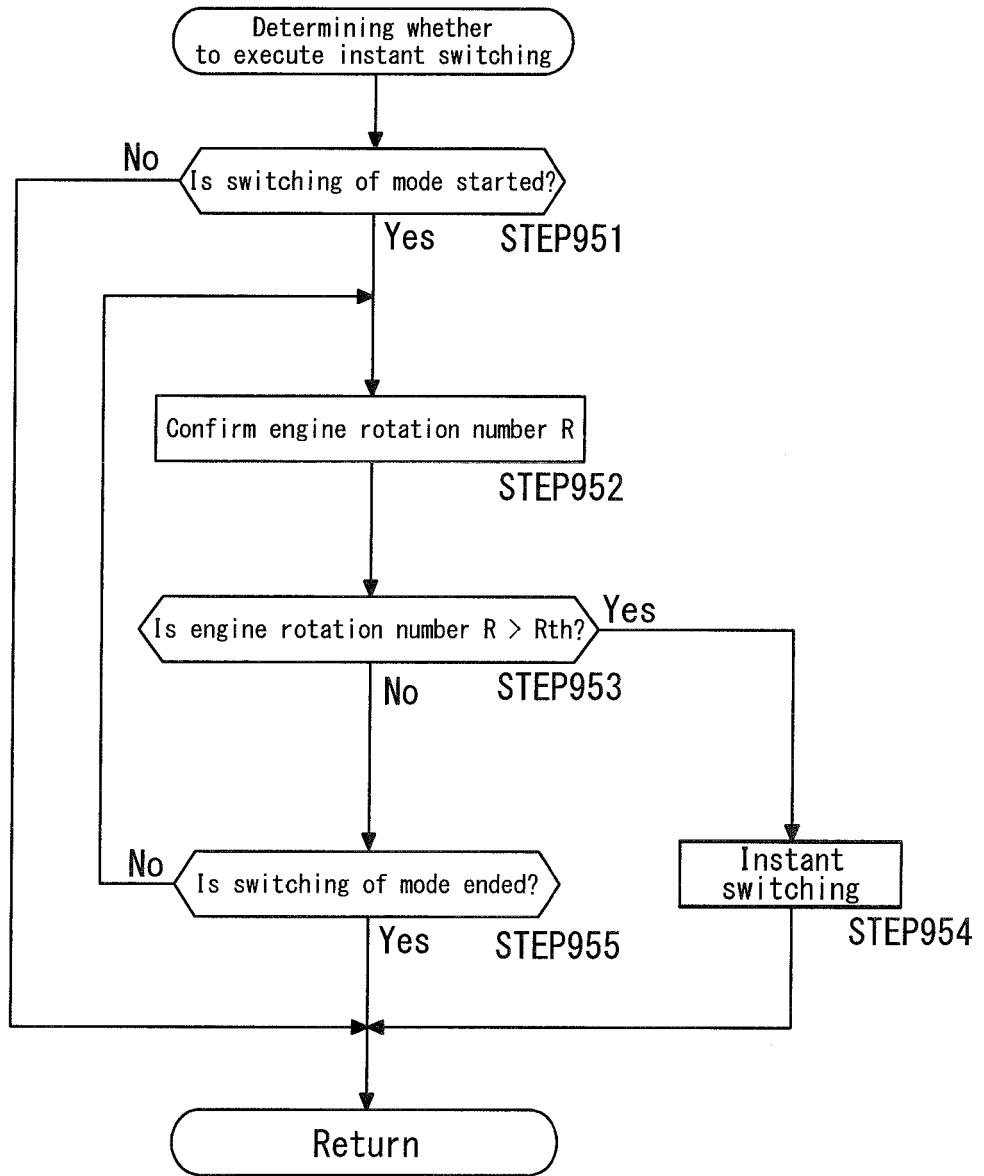 Determining whether
to execute instant switching
No
Is switching of mode started?
Yes
STEP951
Confirm engine rotation number R
STEP952
Is engine rotation number R > Rth?
Yes
No
STEP953
Instant
switching
STEP954
No
Is switching of mode ended?
Yes
STEP955
Return